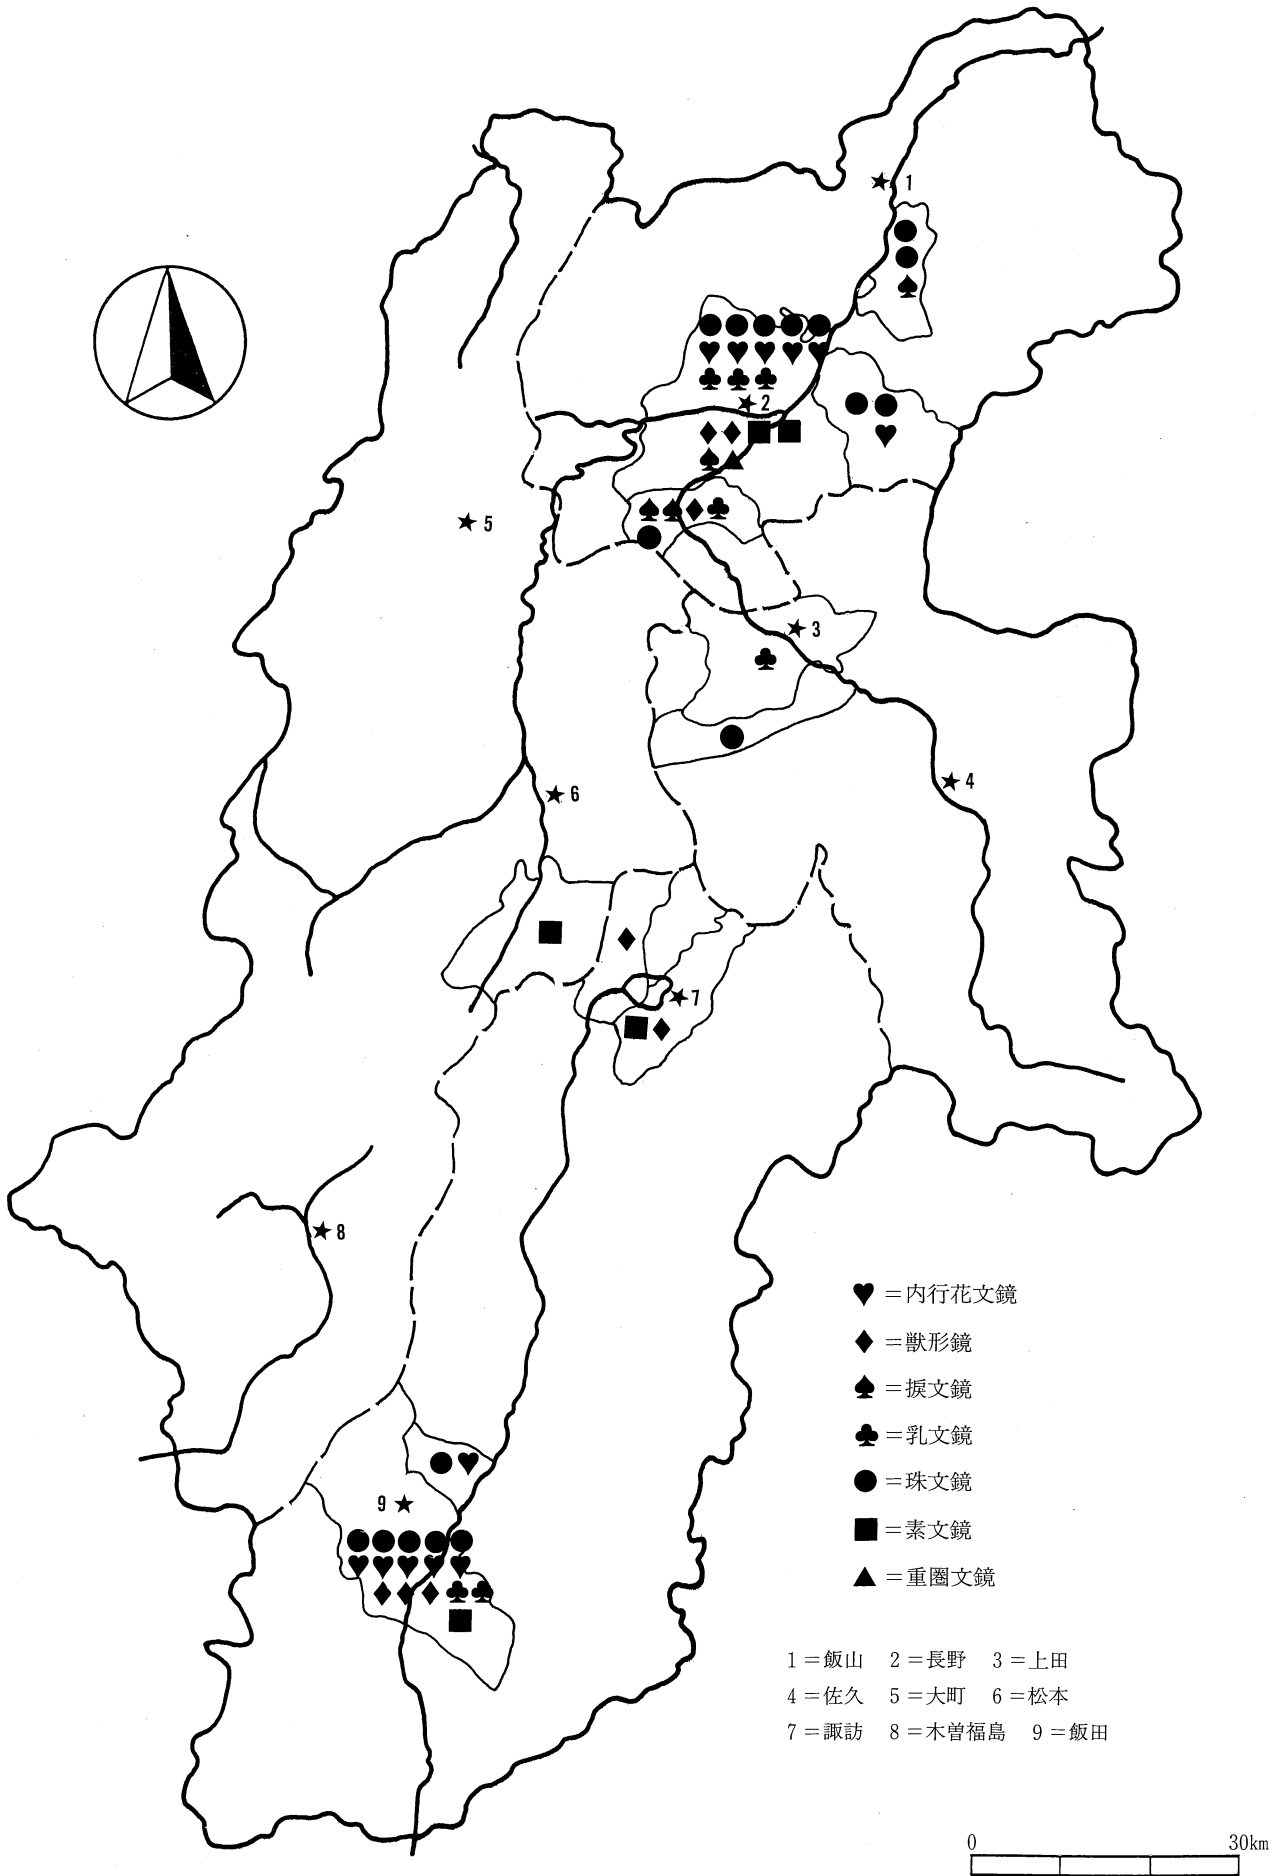 1
2
3
5
4
6
7
8
9
＝内行花文鏡
＝獣形鏡
＝捩文鏡
＝乳文鏡
＝珠文鏡
＝素文鏡
＝重圏文鏡
1＝飯山 2＝長野 3＝上田
4＝佐久 5＝大町 6＝松本
7＝諏訪 8＝木曽福島 9＝飯田
0 30km